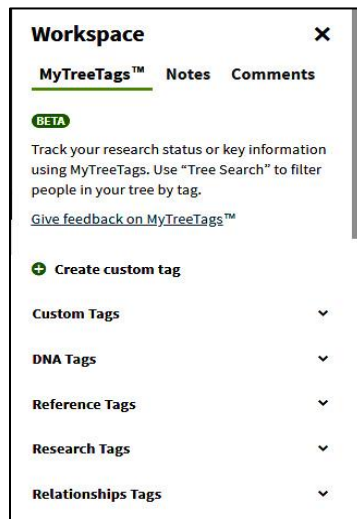 Workspace
MyTreeTags™ Notes Comments
BETA
Track your research status or key information
using MyTreeTags. Use “Tree Search” to filter
people in your tree by tag.
Give feedback on MyTreeTags™
Create custom tag
Custom Tags
DNA Tags
Reference Tags
Research Tags
Relationships Tags